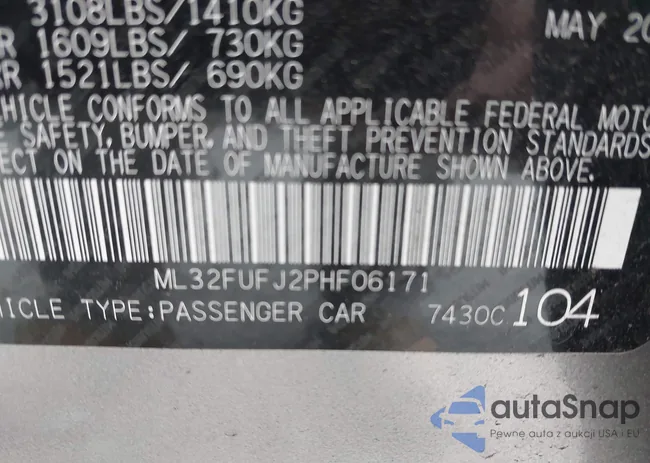 3108LBS/1410KG
MAY 20
R 1609LBS/ 730KG
R 1521LBS/ 690KG
HICLE CONFORMS TO ALL APPLICABLE FEDERAL MOTO
E SAFETY, BUMPER, AND THEFT PREVENTION STANDARDS
ECT ON THE DATE OF MANUFACTURE SHOWN ABOVE.
ML32FUFJ2PHF06171
HICLE TYPE:PASSENGER CAR 7430C 104
autaSnap
Pewne auta z aukcji USA i EU